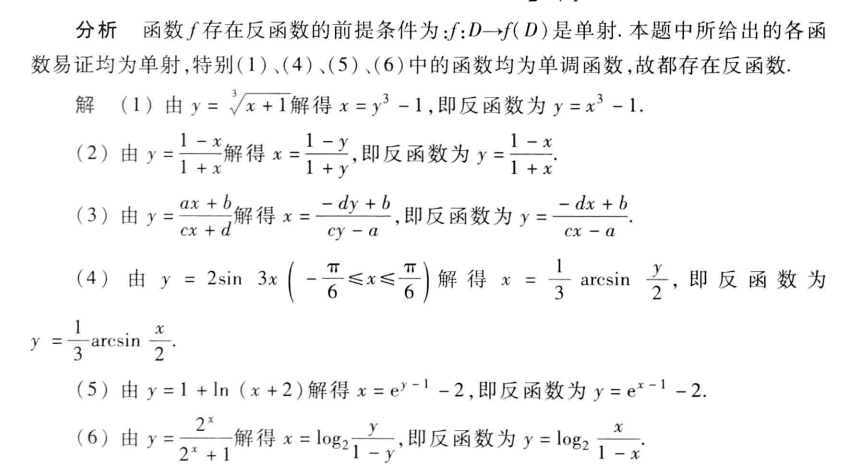 分析 函数 f 存在反函数的前提条件为:f:D→f(D)是单射. 本题中所给出的各函
数易证均为单射,特别(1)、(4)、(5)、(6)中的函数均为单调函数,故都存在反函数.
解 (1) 由 y = ∛(x+1) 解得 x = y³ - 1,即反函数为 y = x³ - 1.
(2) 由 y = (1-x)/(1+x) 解得 x = (1-y)/(1+y),即反函数为 y = (1-x)/(1+x).
(3) 由 y = (ax+b)/(cx+d) 解得 x = (-dy+b)/(cy-a),即反函数为 y = (-dx+b)/(cx-a).
(4) 由 y = 2sin 3x (-π/6 ≤ x ≤ π/6) 解得 x = 1/3 arcsin y/2, 即反函数为
y = 1/3 arcsin x/2.
(5) 由 y = 1 + ln (x+2) 解得 x = e^(y-1) - 2,即反函数为 y = e^(x-1) - 2.
(6) 由 y = 2^x/(2^x+1) 解得 x = log₂ y/(1-y),即反函数为 y = log₂ x/(1-x).